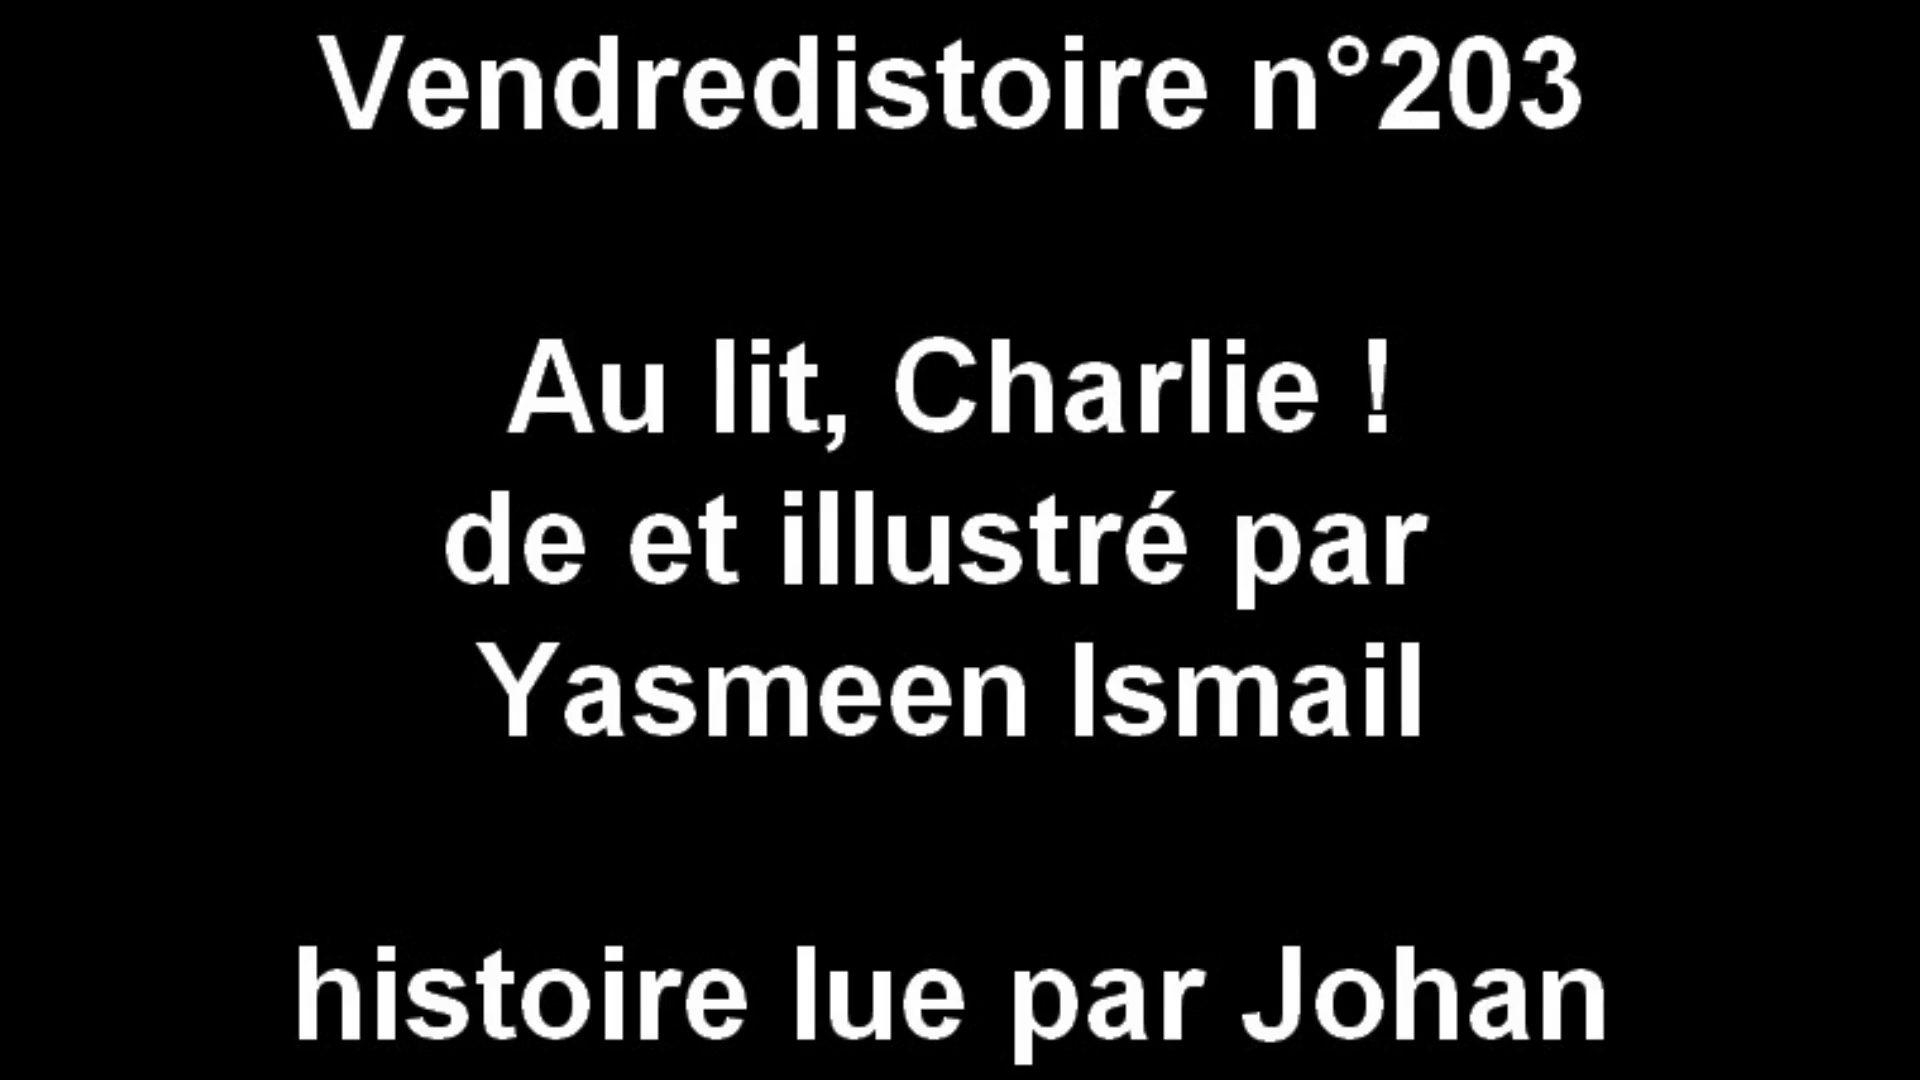 Vendredistoire n°203
Au lit, Charlie !
de et illustré par
Yasmeen Ismail
histoire lue par Johan